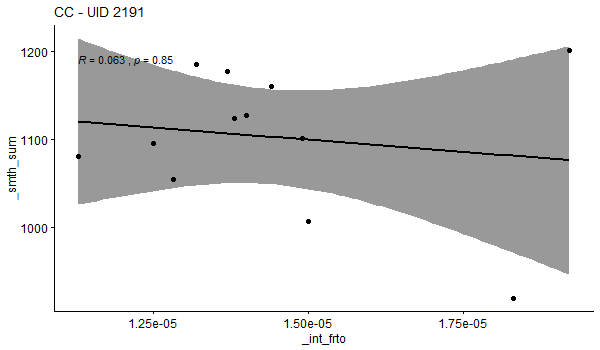 CC - UID 2191
R = 0.063 , p = 0.85
1200
1100
1000
_smth_sum
1.25e-05 1.50e-05 1.75e-05
_int_frto